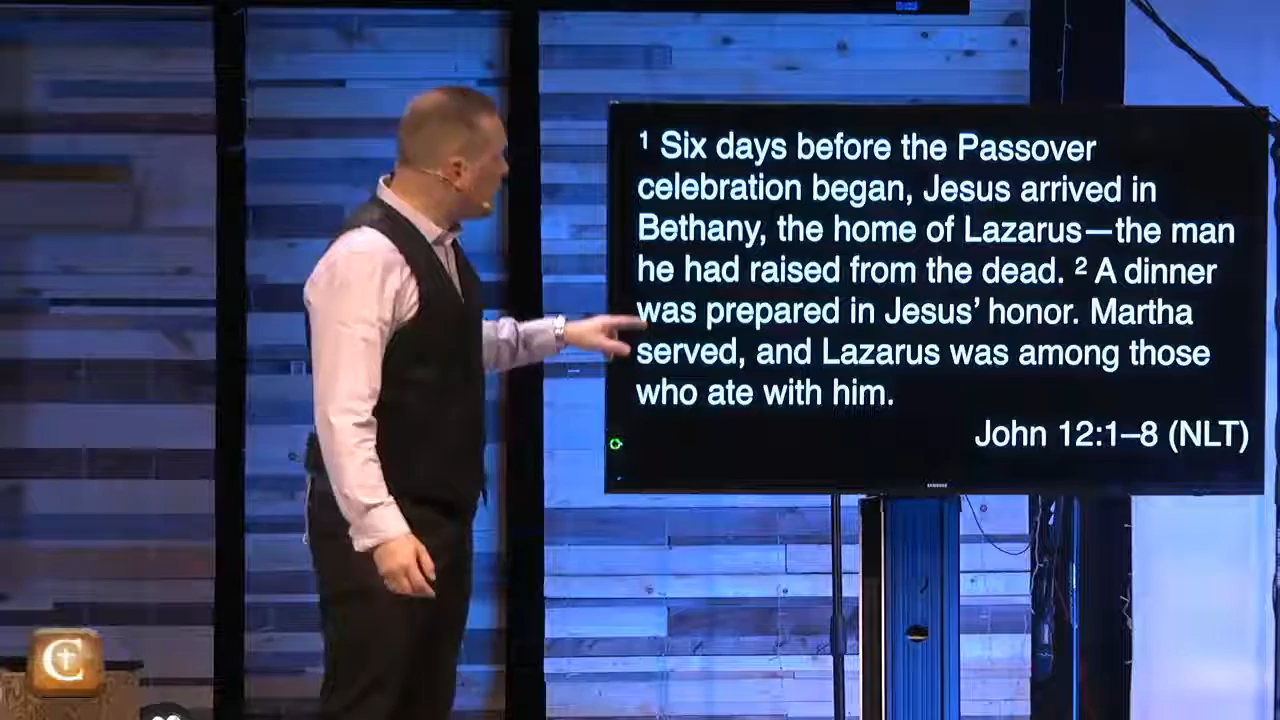 ¹ Six days before the Passover
celebration began, Jesus arrived in
Bethany, the home of Lazarus—the man
he had raised from the dead. ² A dinner
was prepared in Jesus’ honor. Martha
served, and Lazarus was among those
who ate with him.
John 12:1–8 (NLT)
SAMSUNG
C